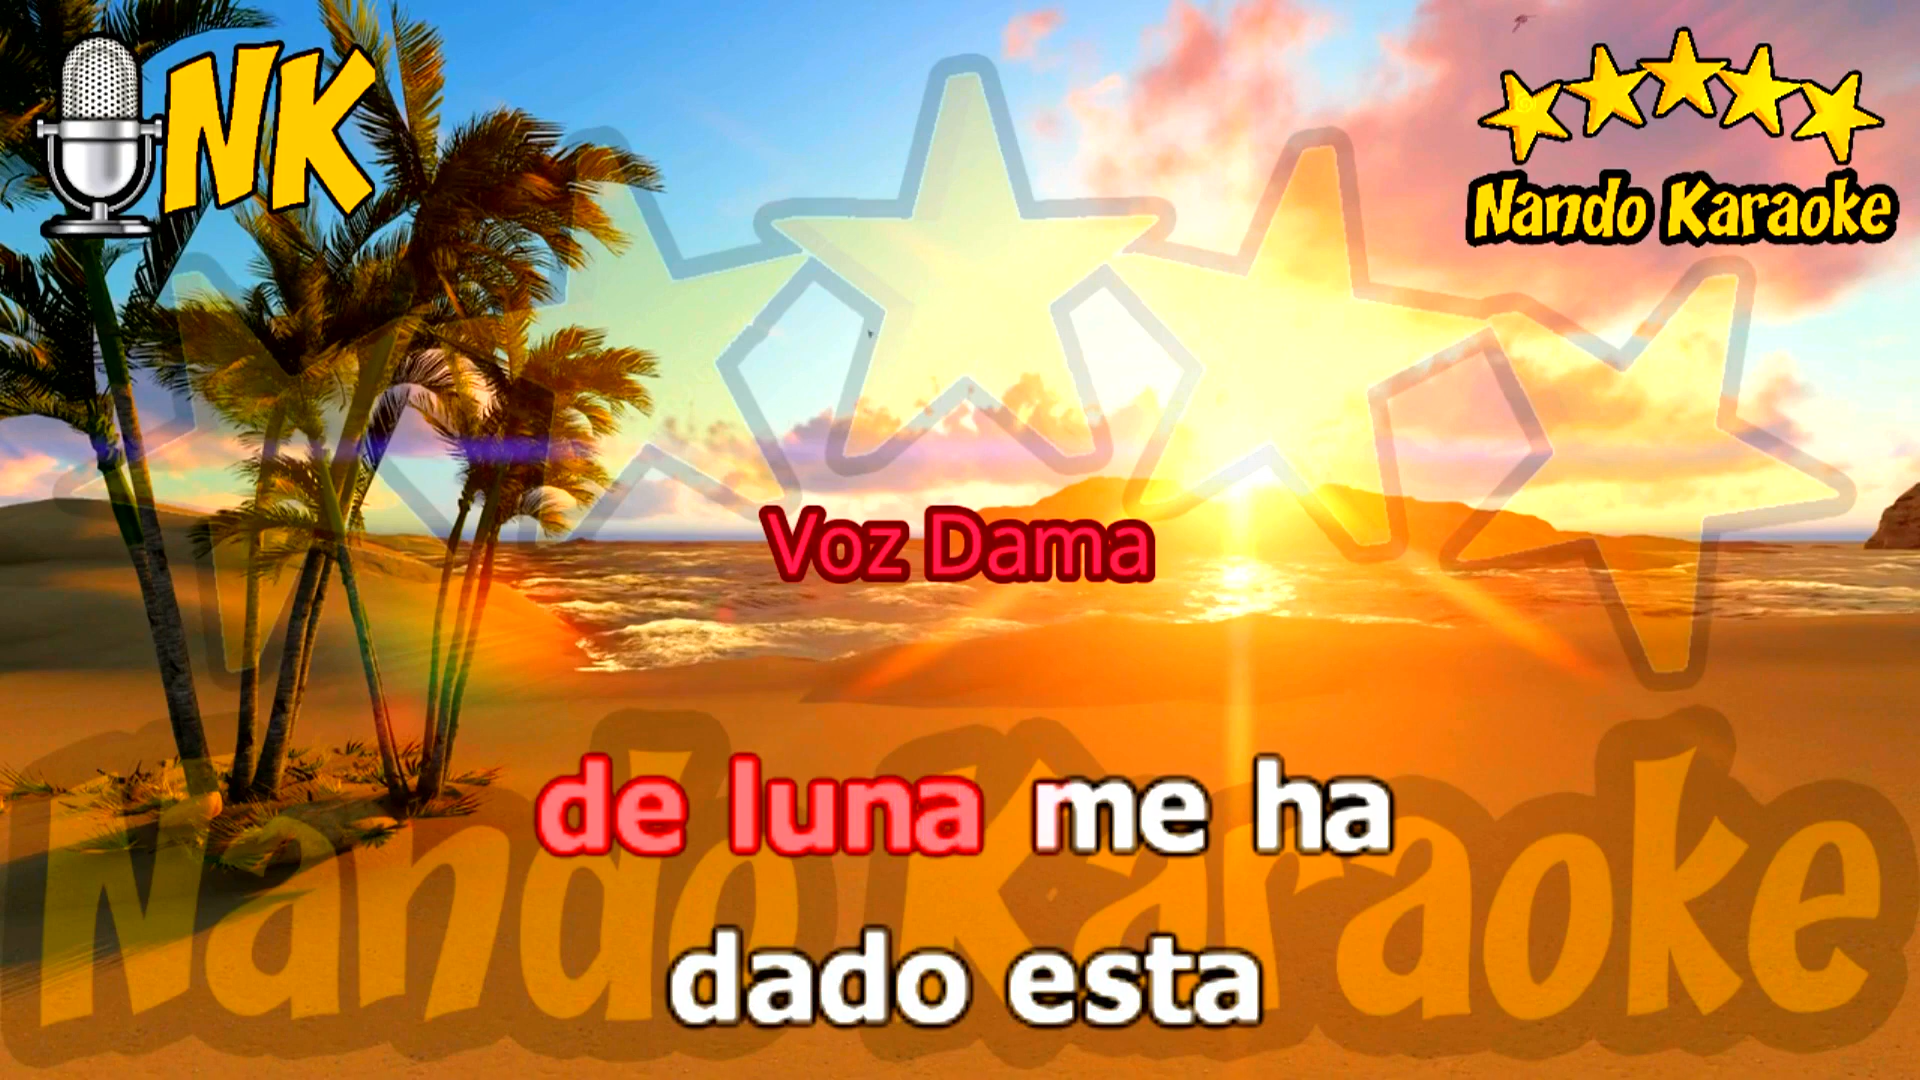 NK
Nando Karaoke
Voz Dama
de luna me ha
dado esta
Nando Karaoke